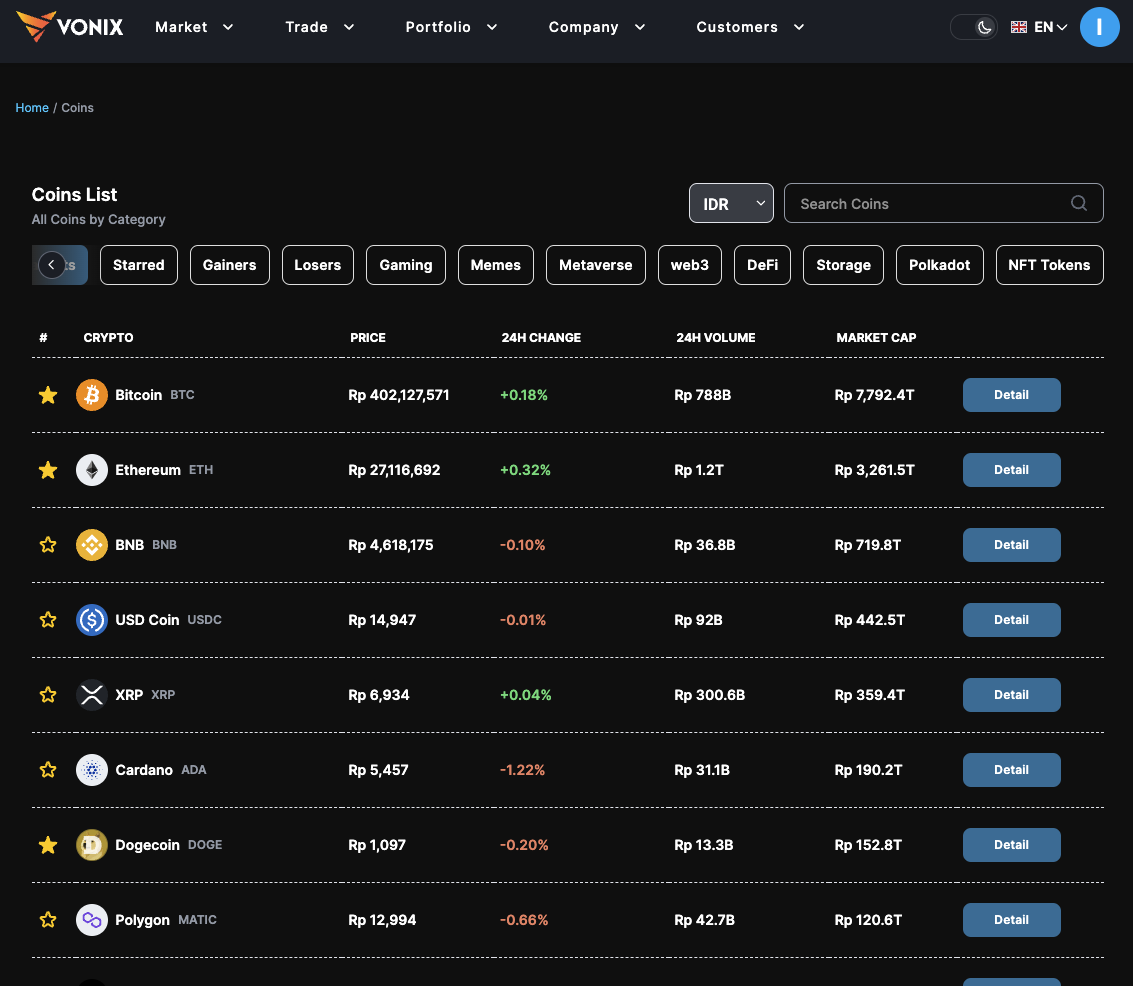 VONIX Market Trade Portfolio Company Customers EN I
Home / Coins
Coins List
All Coins by Category
IDR Search Coins
Starred Gainers Losers Gaming Memes Metaverse web3 DeFi Storage Polkadot NFT Tokens
# CRYPTO PRICE 24H CHANGE 24H VOLUME MARKET CAP
Bitcoin BTC Rp 402,127,571 +0.18% Rp 788B Rp 7,792.4T Detail
Ethereum ETH Rp 27,116,692 +0.32% Rp 1.2T Rp 3,261.5T Detail
BNB BNB Rp 4,618,175 -0.10% Rp 36.8B Rp 719.8T Detail
USD Coin USDC Rp 14,947 -0.01% Rp 92B Rp 442.5T Detail
XRP XRP Rp 6,934 +0.04% Rp 300.6B Rp 359.4T Detail
Cardano ADA Rp 5,457 -1.22% Rp 31.1B Rp 190.2T Detail
Dogecoin DOGE Rp 1,097 -0.20% Rp 13.3B Rp 152.8T Detail
Polygon MATIC Rp 12,994 -0.66% Rp 42.7B Rp 120.6T Detail